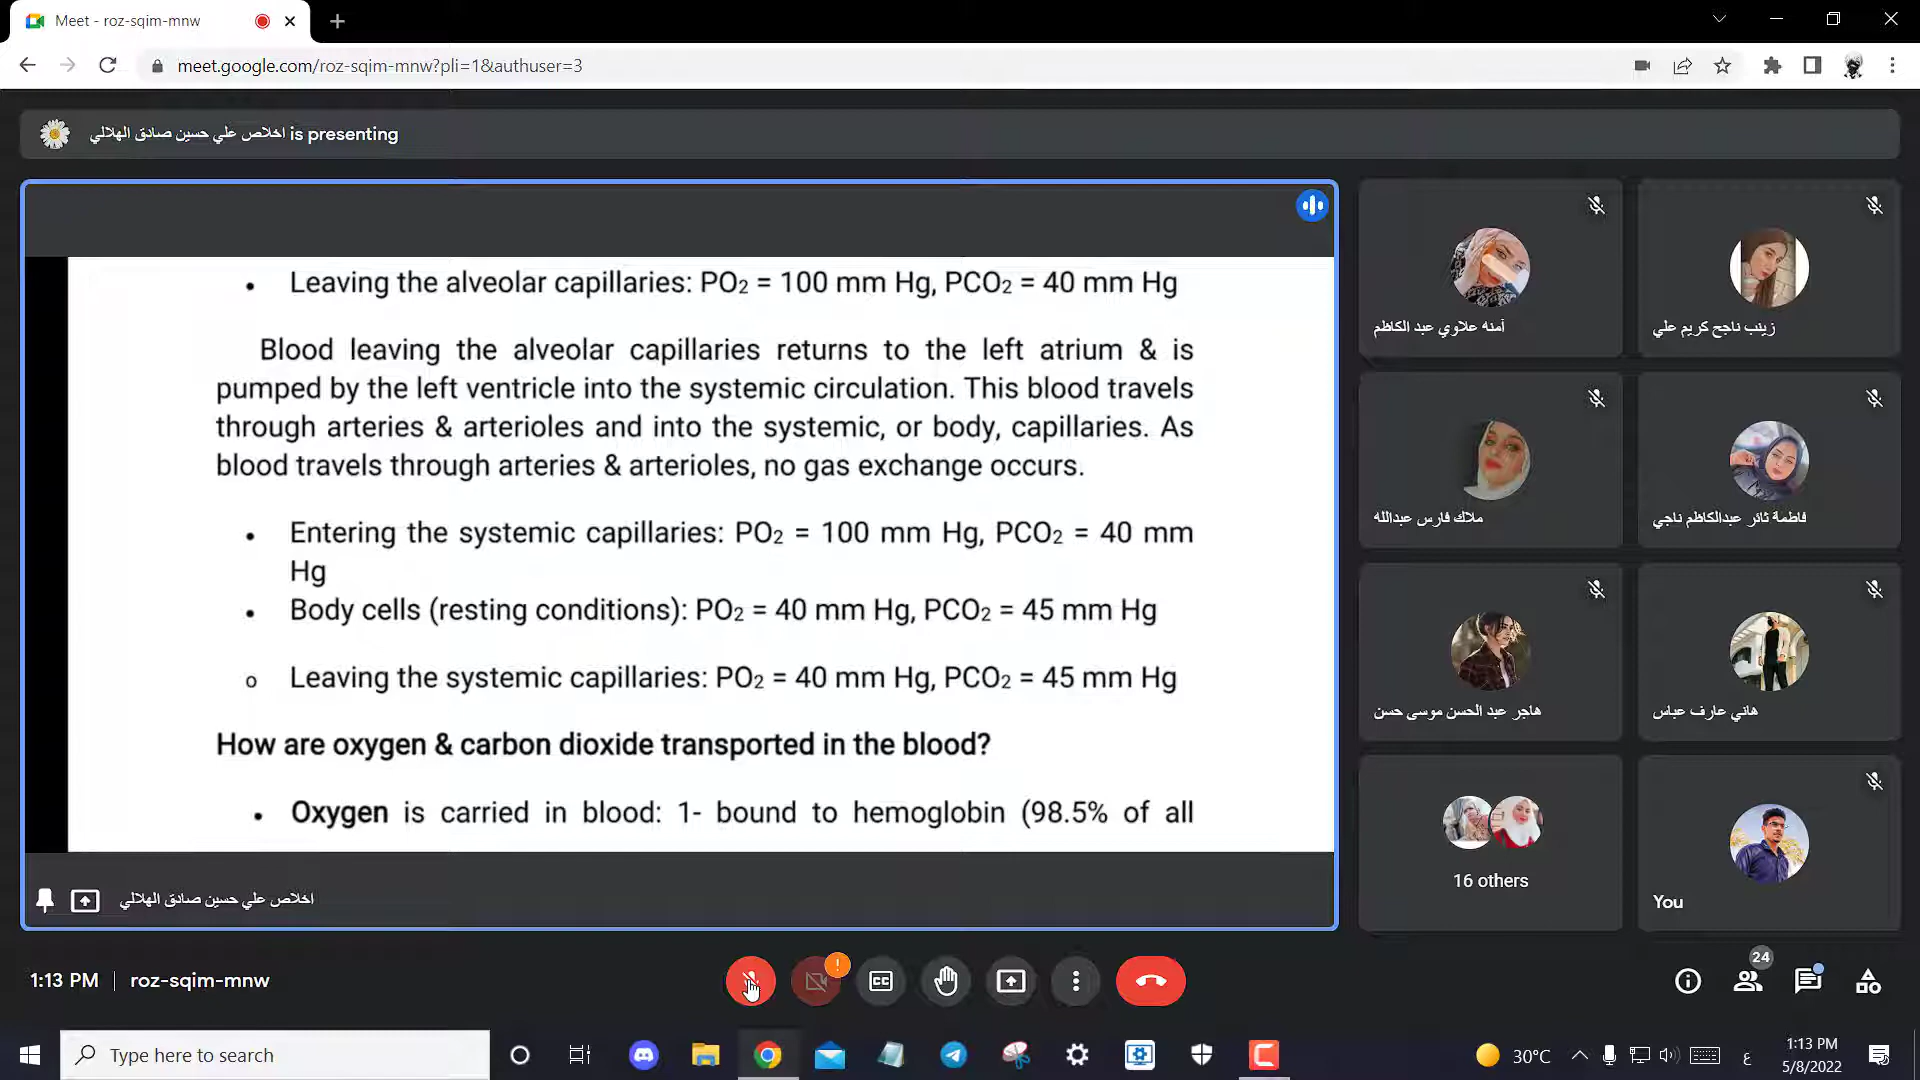 Meet - roz-sqim-mnw
meet.google.com/roz-sqim-mnw?pli=1&authuser=3
اخلاص علي حسين صادق الهلالي is presenting
Leaving the alveolar capillaries: PO2 = 100 mm Hg, PCO2 = 40 mm Hg
Blood leaving the alveolar capillaries returns to the left atrium & is
pumped by the left ventricle into the systemic circulation. This blood travels
through arteries & arterioles and into the systemic, or body, capillaries. As
blood travels through arteries & arterioles, no gas exchange occurs.
Entering the systemic capillaries: PO2 = 100 mm Hg, PCO2 = 40 mm
Hg
Body cells (resting conditions): PO2 = 40 mm Hg, PCO2 = 45 mm Hg
o Leaving the systemic capillaries: PO2 = 40 mm Hg, PCO2 = 45 mm Hg
How are oxygen & carbon dioxide transported in the blood?
Oxygen is carried in blood: 1- bound to hemoglobin (98.5% of all
اخلاص علي حسين صادق الهلالي
آمنه علاوي عبد الكاظم
زينب ناجح كريم علي
ملاك فارس عبدالله
فاطمة ثائر عبدالكاظم ناجي
هاجر عبد الحسن موسى حسن
هاني عارف عباس
16 others
You
1:13 PM | roz-sqim-mnw
CC
24
Type here to search
30°C
ع
1:13 PM
5/8/2022